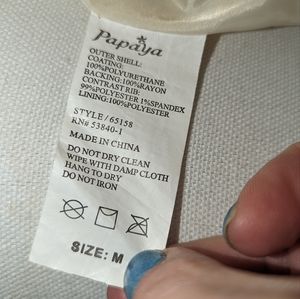 Papaya
OUTER SHELL:
COATING:
100%POLYURETHANE
BACKING:100%RAYON
CONTRAST RIB:
99%POLYESTER 1%SPANDEX
LINING:100%POLYESTER
STYLE / 65158
RN# 53840-1
MADE IN CHINA
DO NOT DRY CLEAN
WIPE WITH DAMP CLOTH
HANG TO DRY
DO NOT IRON
SIZE: M